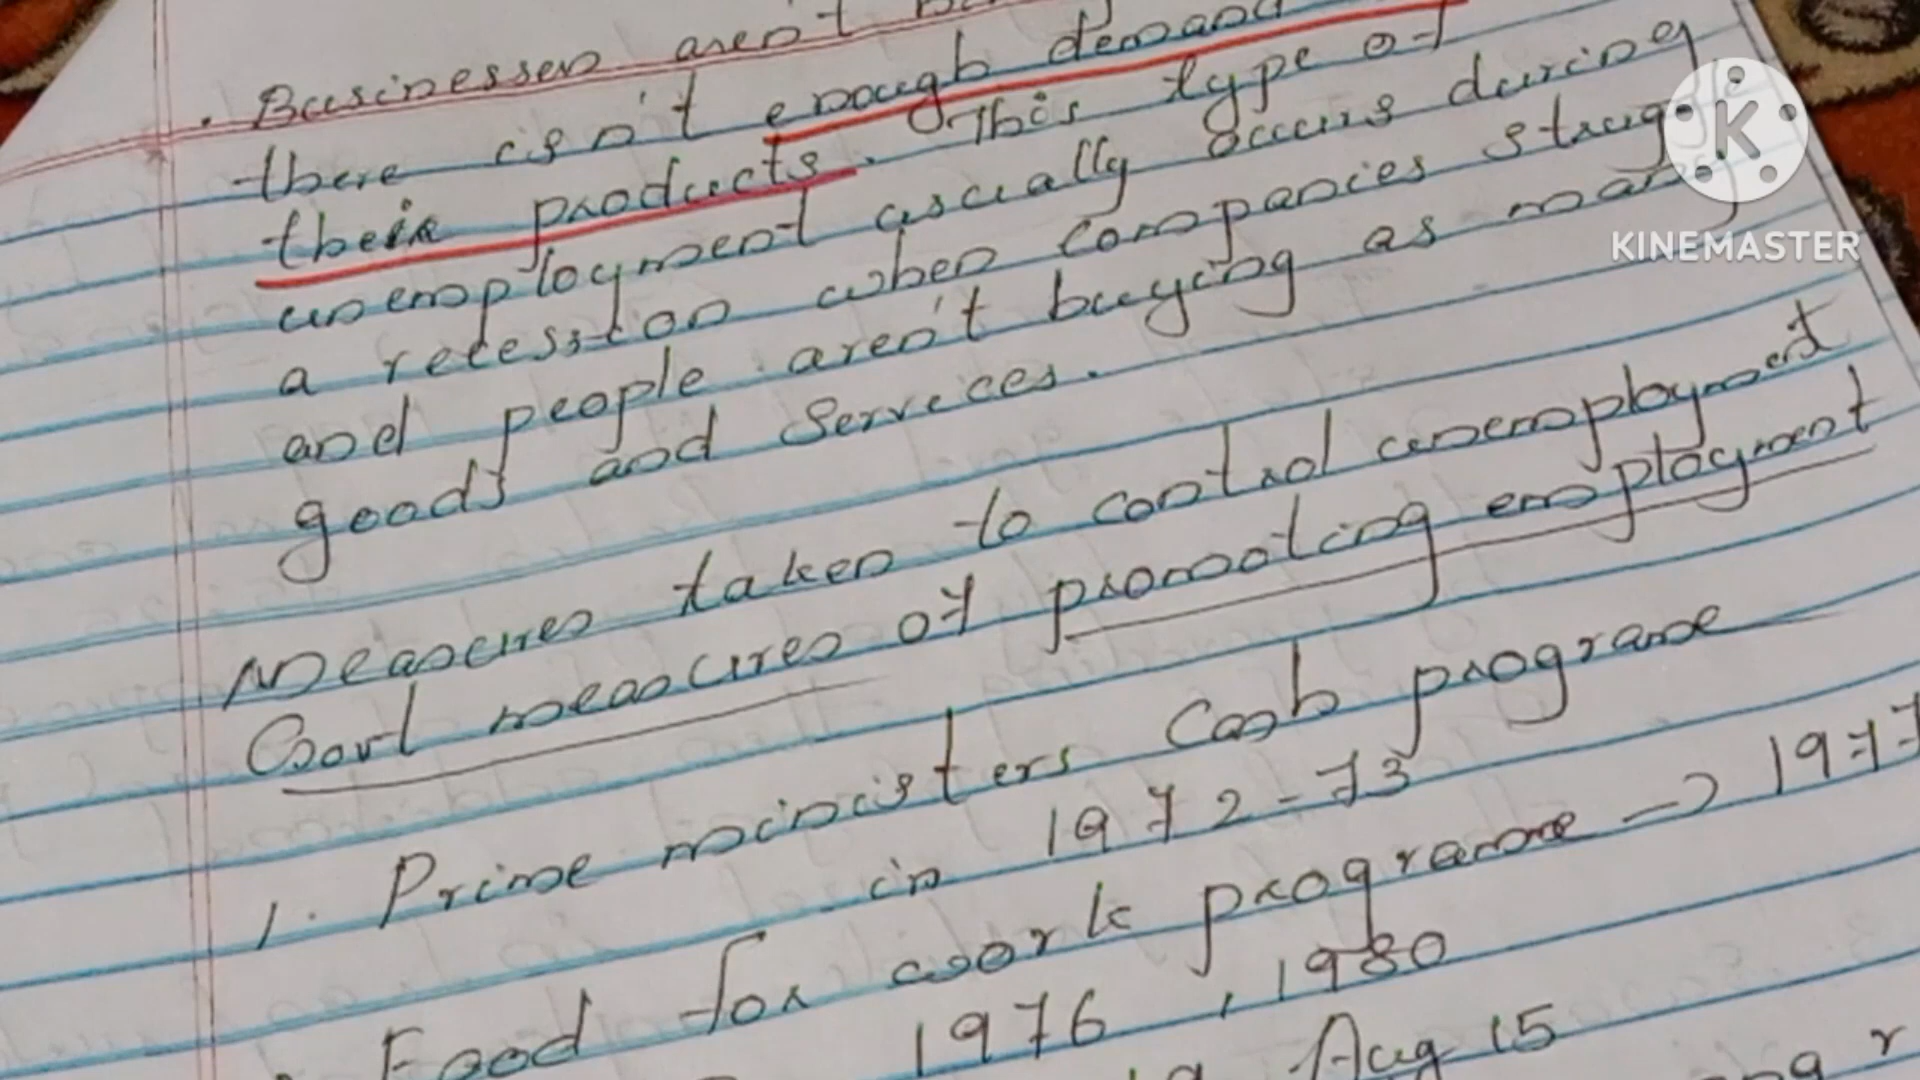 . Businesses aren't
there isn't enough demand
their products. This type of
unemployment usually occurs during
a recession when companies strug
and people aren't buying as many
goods and Services.
Measures taken to control unemployment
Govt measures of promoting employment
1. Prime ministers Cash programe
in 1972-73
Food for work programme → 1977
1976, 1980
Aug 15
KINEMASTER